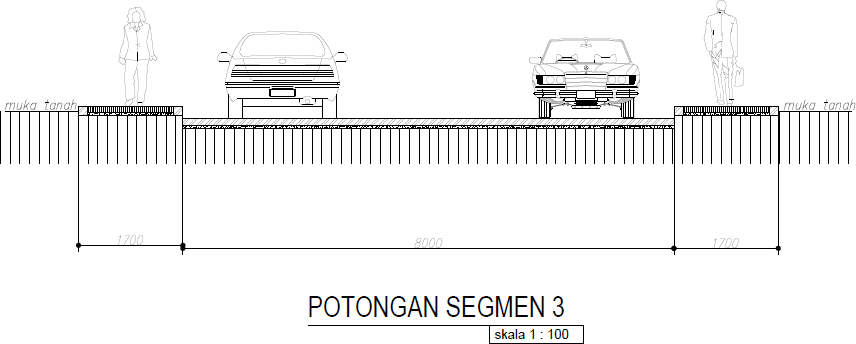 muka tanah muka tanah
1700 8000 1700
POTONGAN SEGMEN 3
skala 1 : 100